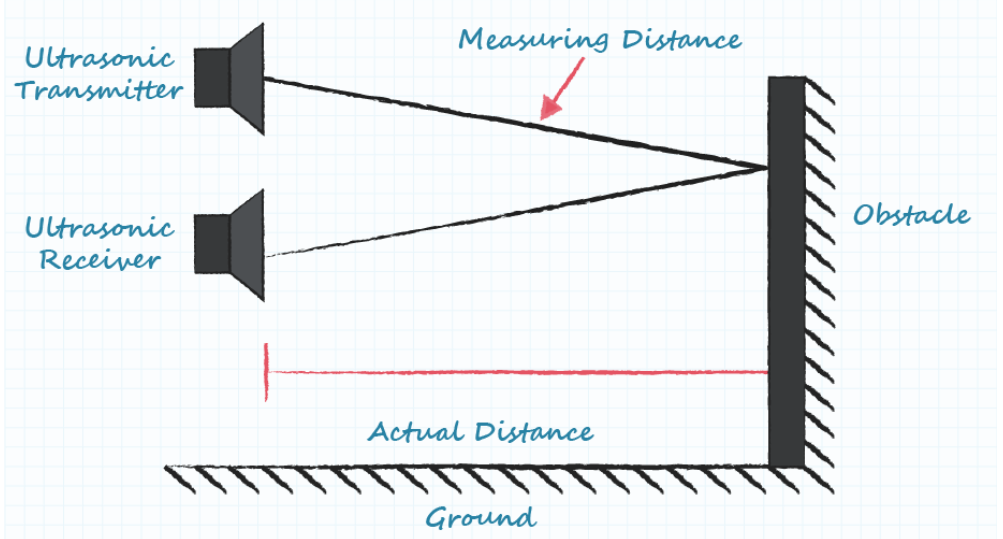 Measuring Distance
Ultrasonic
Transmitter
Ultrasonic
Receiver
Obstacle
Actual Distance
Ground